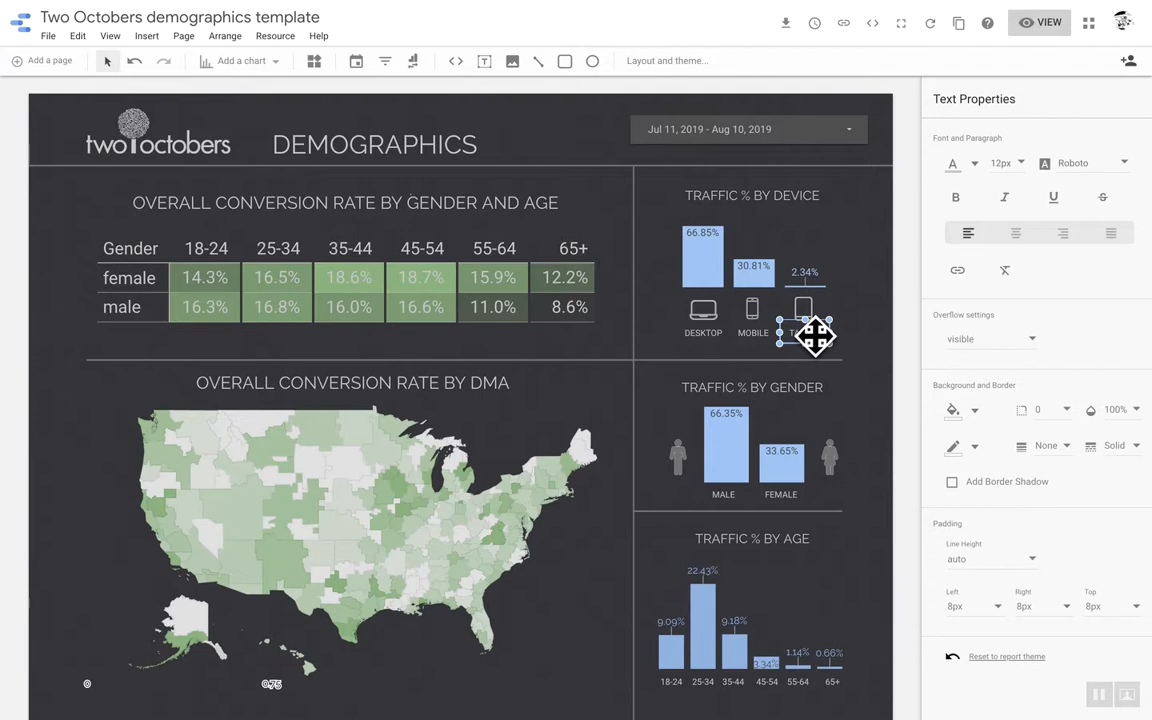 Two Octobers demographics template
File Edit View Insert Page Arrange Resource Help
VIEW
Add a page
Add a chart
Layout and theme...
two octobers
DEMOGRAPHICS
Jul 11, 2019 - Aug 10, 2019
OVERALL CONVERSION RATE BY GENDER AND AGE
Gender 18-24 25-34 35-44 45-54 55-64 65+
female 14.3% 16.5% 18.6% 18.7% 15.9% 12.2%
male 16.3% 16.8% 16.0% 16.6% 11.0% 8.6%
OVERALL CONVERSION RATE BY DMA
0 0.75
TRAFFIC % BY DEVICE
66.85%
30.81%
2.34%
DESKTOP MOBILE
TRAFFIC % BY GENDER
66.35%
33.65%
MALE FEMALE
TRAFFIC % BY AGE
22.43%
9.09% 9.18%
3.34% 1.14% 0.66%
18-24 25-34 35-44 45-54 55-64 65+
Text Properties
Font and Paragraph
A 12px A Roboto
B I U S
Overflow settings
visible
Background and Border
0 100%
None Solid
Add Border Shadow
Padding
Line Height
auto
Left Right Top
8px 8px 8px
Reset to report theme